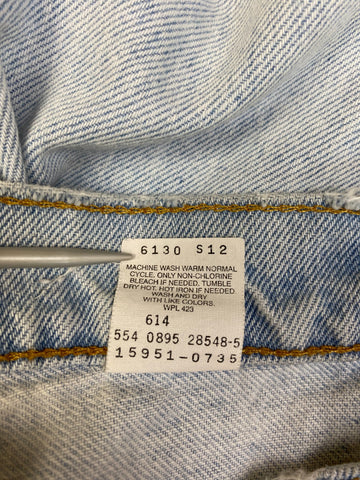 6130 S12
MACHINE WASH WARM NORMAL
CYCLE. ONLY NON-CHLORINE
BLEACH IF NEEDED. TUMBLE
DRY HOT. HOT IRON IF NEEDED.
WASH AND DRY
WITH LIKE COLORS.
WPL 423
614
554 0895 28548-5
15951-0735